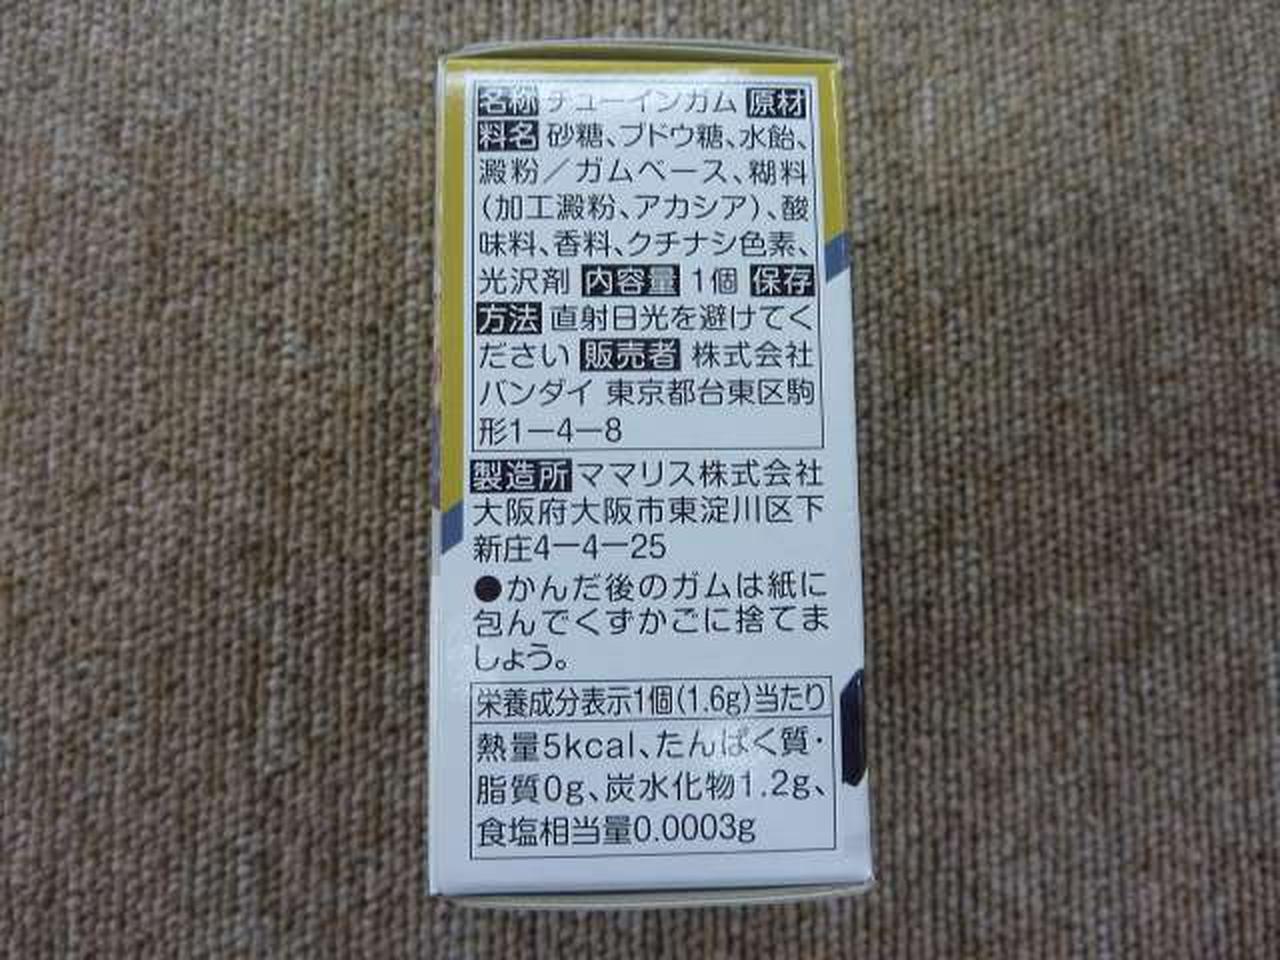 名称 チューインガム 原材
料名 砂糖、ブドウ糖、水飴、
澱粉／ガムベース、糊料
(加工澱粉、アカシア)、酸
味料、香料、クチナシ色素、
光沢剤 内容量 1個 保存
方法 直射日光を避けてく
ださい 販売者 株式会社
バンダイ 東京都台東区駒
形1－4－8
製造所 ママリス株式会社
大阪府大阪市東淀川区下
新庄4－4－25
●かんだ後のガムは紙に
包んでくずかごに捨てま
しょう。
栄養成分表示1個(1.6g)当たり
熱量5kcal、たんぱく質・
脂質0g、炭水化物1.2g、
食塩相当量0.0003g